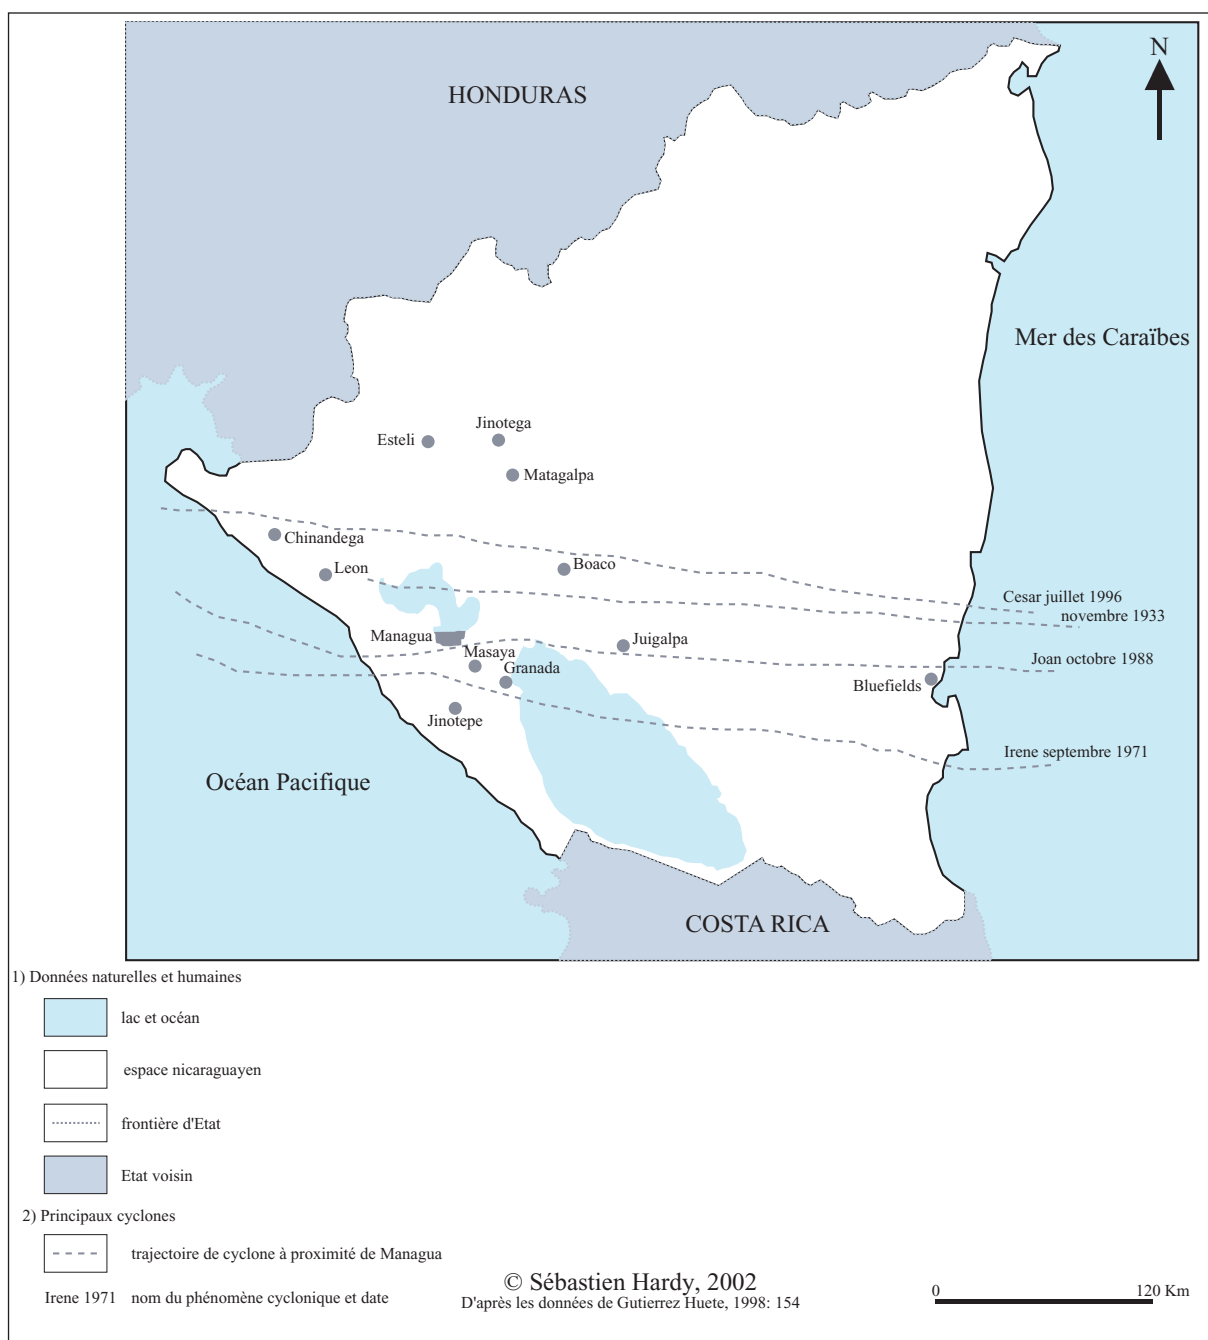 N
HONDURAS
Mer des Caraïbes
Jinotega
Esteli
Matagalpa
Chinandega
Boaco
Leon
Cesar juillet 1996
novembre 1933
Managua
Juigalpa
Masaya
Joan octobre 1988
Granada
Bluefields
Jinotepe
Irene septembre 1971
Océan Pacifique
COSTA RICA
1) Données naturelles et humaines
lac et océan
espace nicaraguayen
frontière d'Etat
Etat voisin
2) Principaux cyclones
trajectoire de cyclone à proximité de Managua
Irene 1971 nom du phénomène cyclonique et date
© Sébastien Hardy, 2002
D'après les données de Gutierrez Huete, 1998: 154
0 120 Km